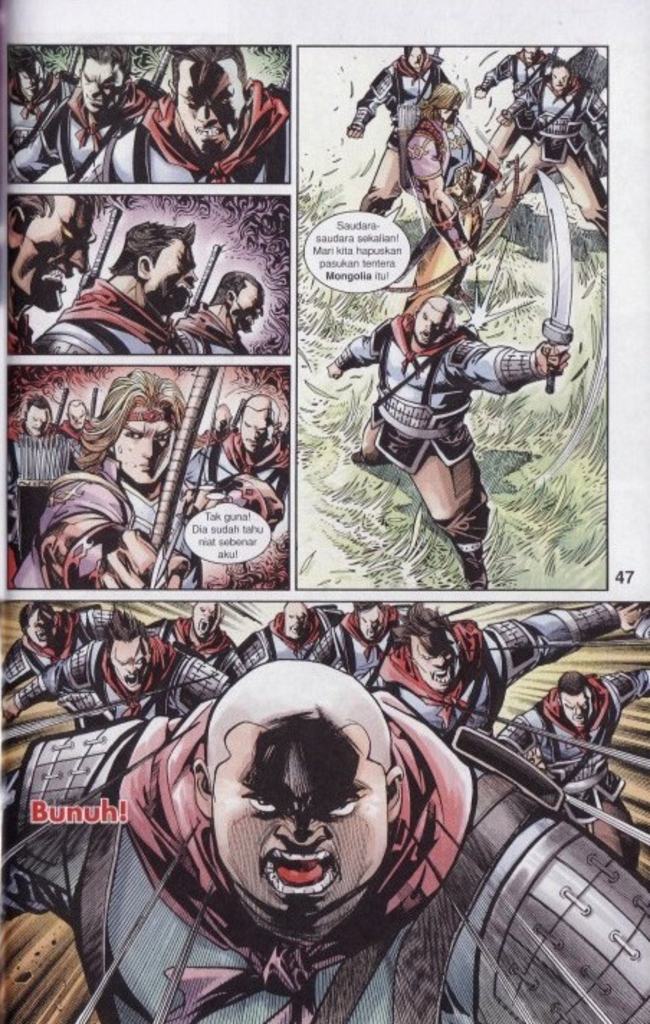 Saudara-
saudara sekalian!
Mari kita hapuskan
pasukan tentera
Mongolia itu!
Tak guna!
Dia sudah tahu
niat sebenar
aku!
47
Bunuh!